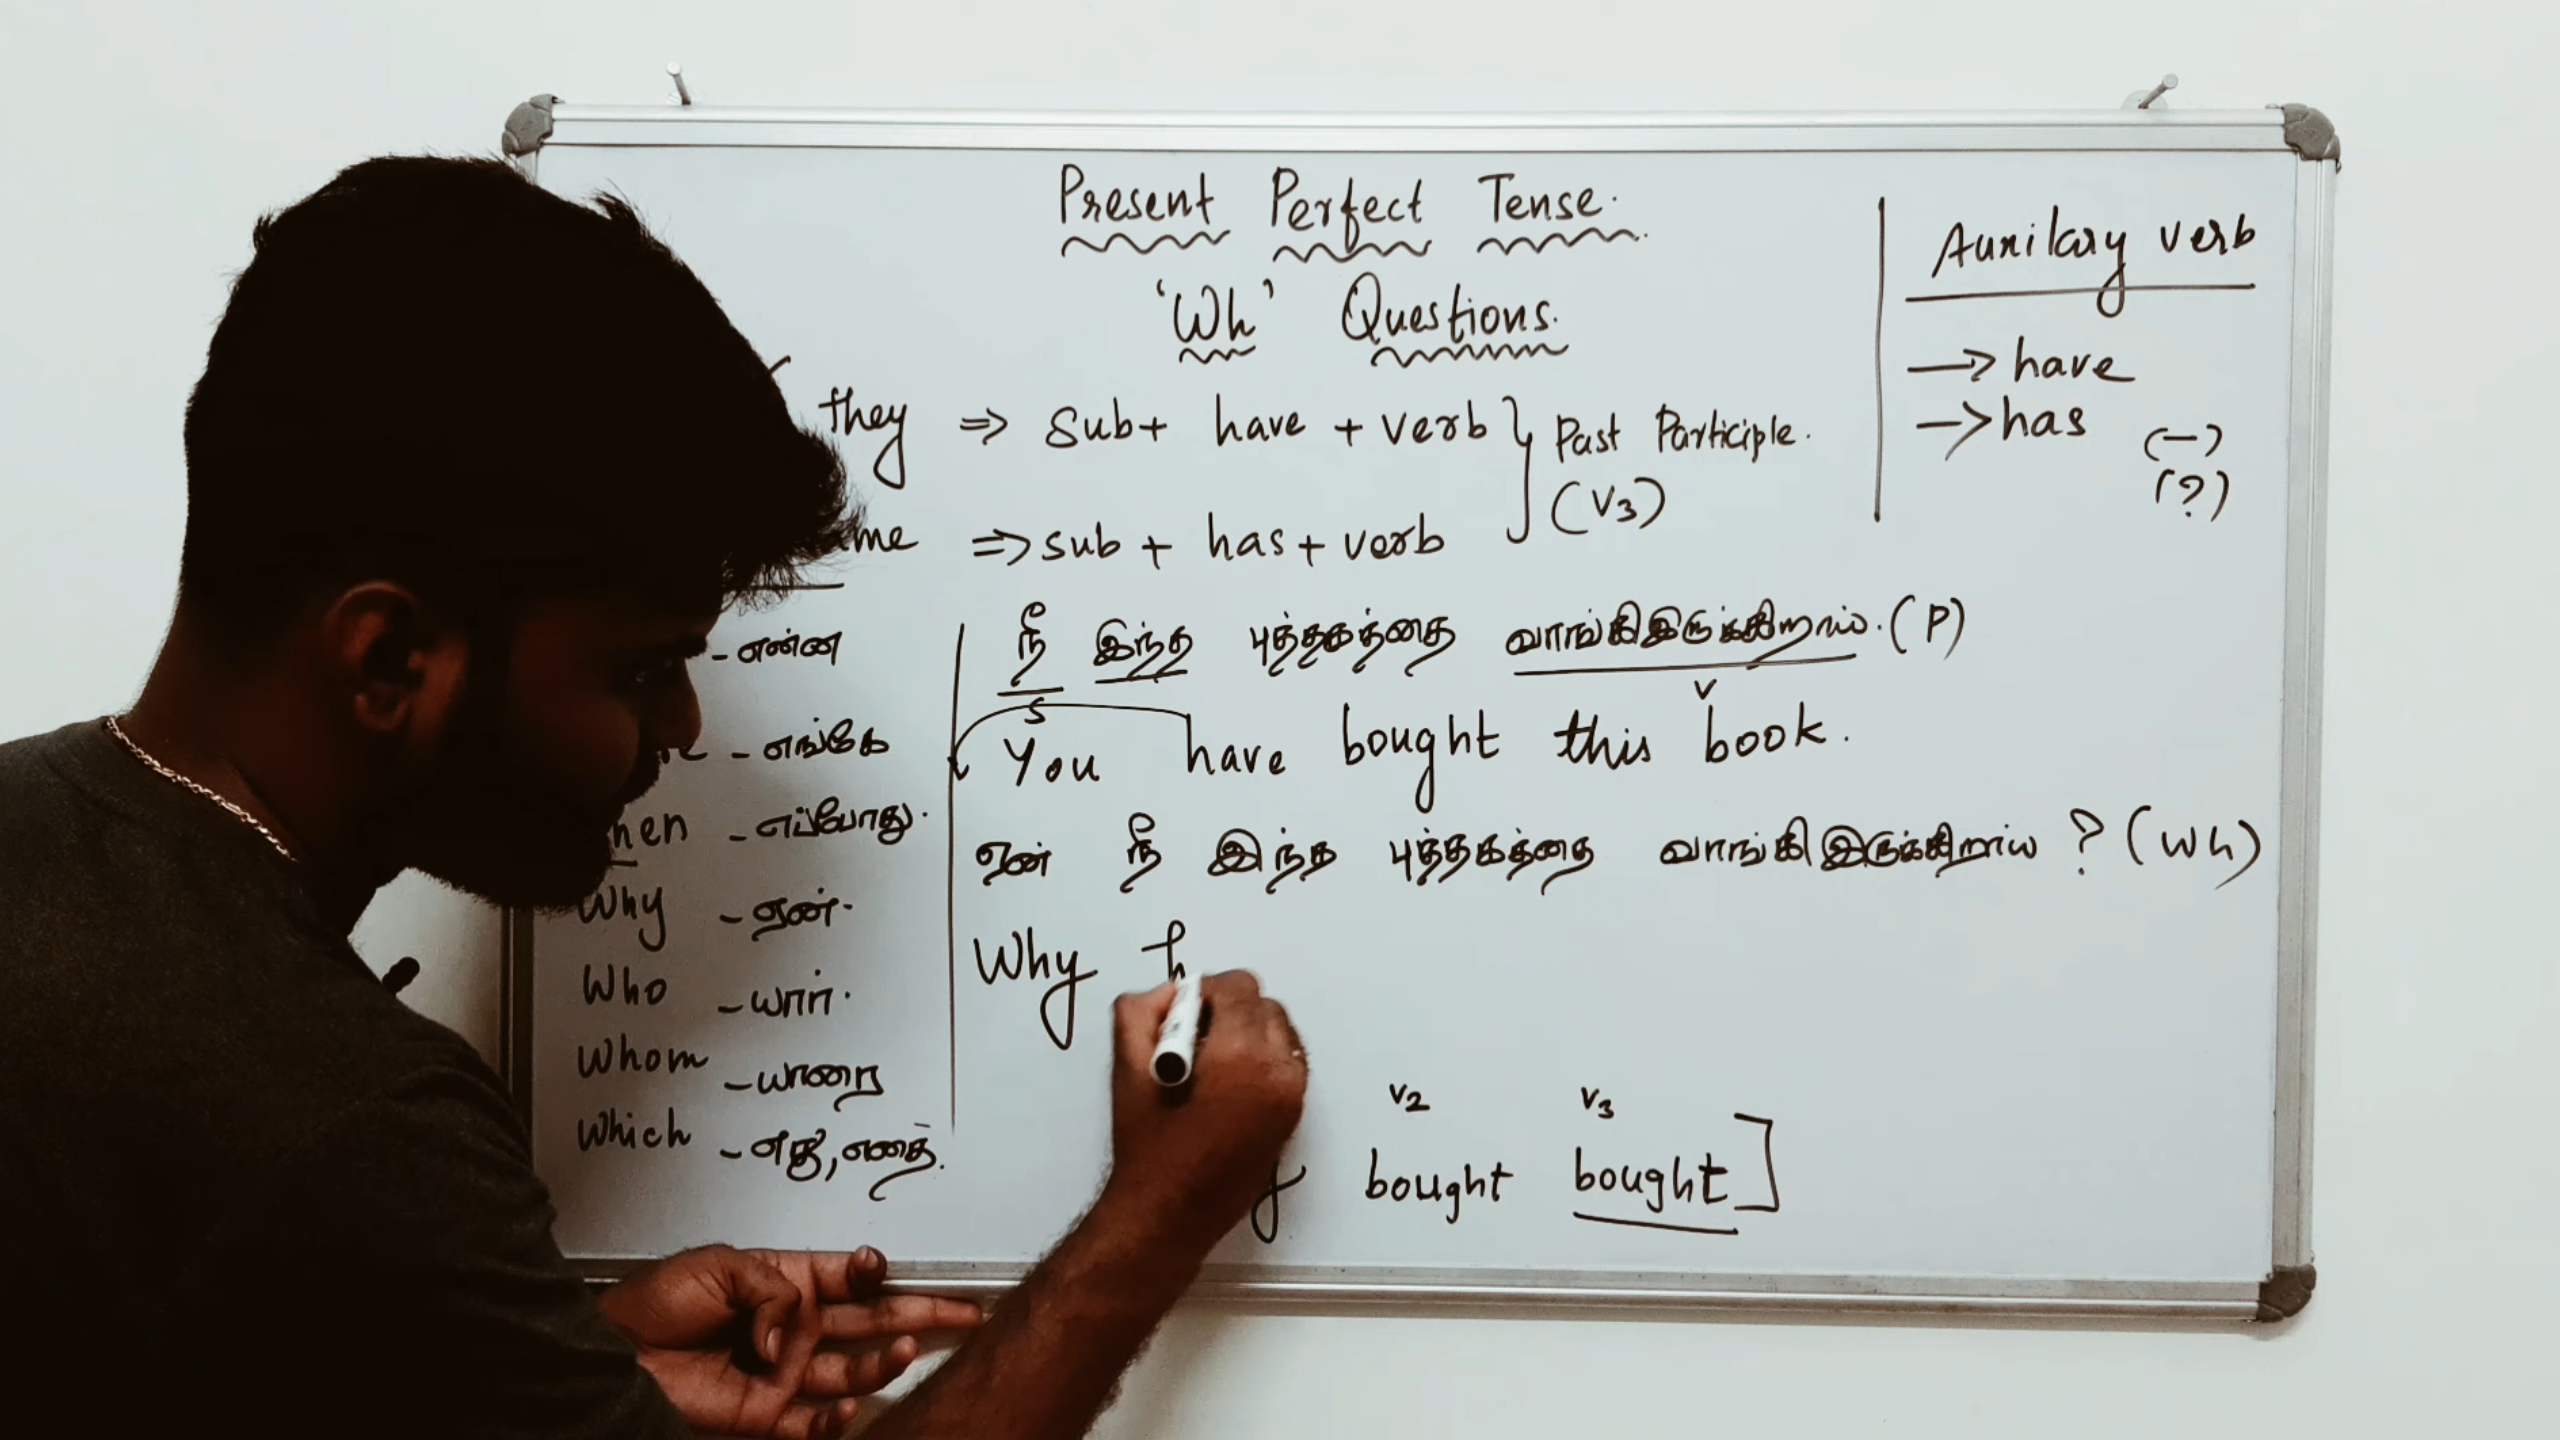 Present Perfect Tense.
'Wh' Questions.
they ⇒ Sub+ have + verb } Past Participle.
(V3)
ame ⇒ sub + has + verb
Auxilary verb
→ have
→ has (-)
(?)
- என்ன
- எங்கே
hen - எப்போது.
Why - ஏன்.
Who - யார்.
Whom - யாரை
Which - எது, எதை.
நீ இந்த புத்தகத்தை வாங்கிஇருக்கிறாய். (P)
S V
You have bought this book.
ஏன் நீ இந்த புத்தகத்தை வாங்கிஇருக்கிறாய் ? (Wh)
Why h
V2 V3
y bought bought ]